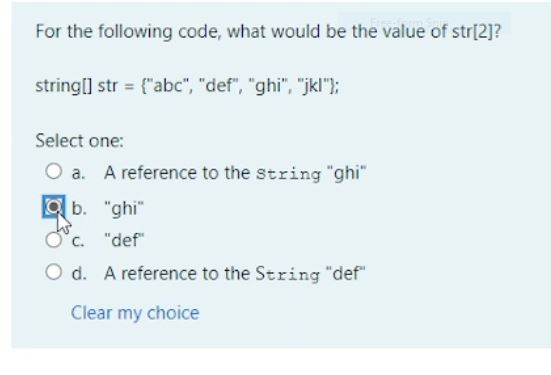 For the following code, what would be the value of str[2]?
string[] str = {"abc", "def", "ghi", "jkl"};
Select one:
a. A reference to the String "ghi"
b. "ghi"
c. "def"
d. A reference to the String "def"
Clear my choice